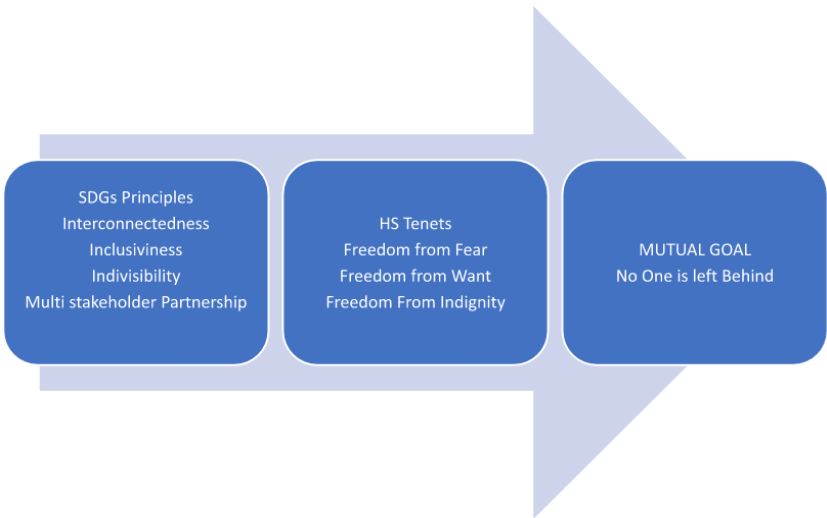 SDGs Principles
Interconnectedness
Inclusiviness
Indivisibility
Multi stakeholder Partnership
HS Tenets
Freedom from Fear
Freedom from Want
Freedom From Indignity
MUTUAL GOAL
No One is left Behind